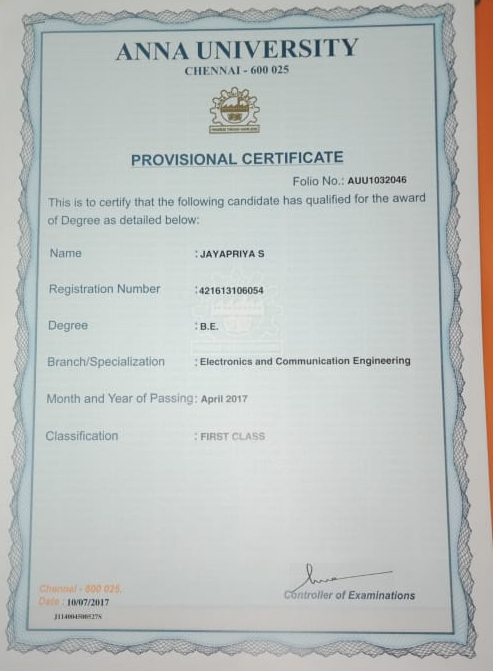 ANNA UNIVERSITY
CHENNAI - 600 025
PROVISIONAL CERTIFICATE
Folio No.: AUU1032046
This is to certify that the following candidate has qualified for the award
of Degree as detailed below:
Name : JAYAPRIYA S
Registration Number : 421613106054
Degree : B.E.
Branch/Specialization : Electronics and Communication Engineering
Month and Year of Passing : April 2017
Classification : FIRST CLASS
Chennai - 600 025.
Date : 10/07/2017
Controller of Examinations